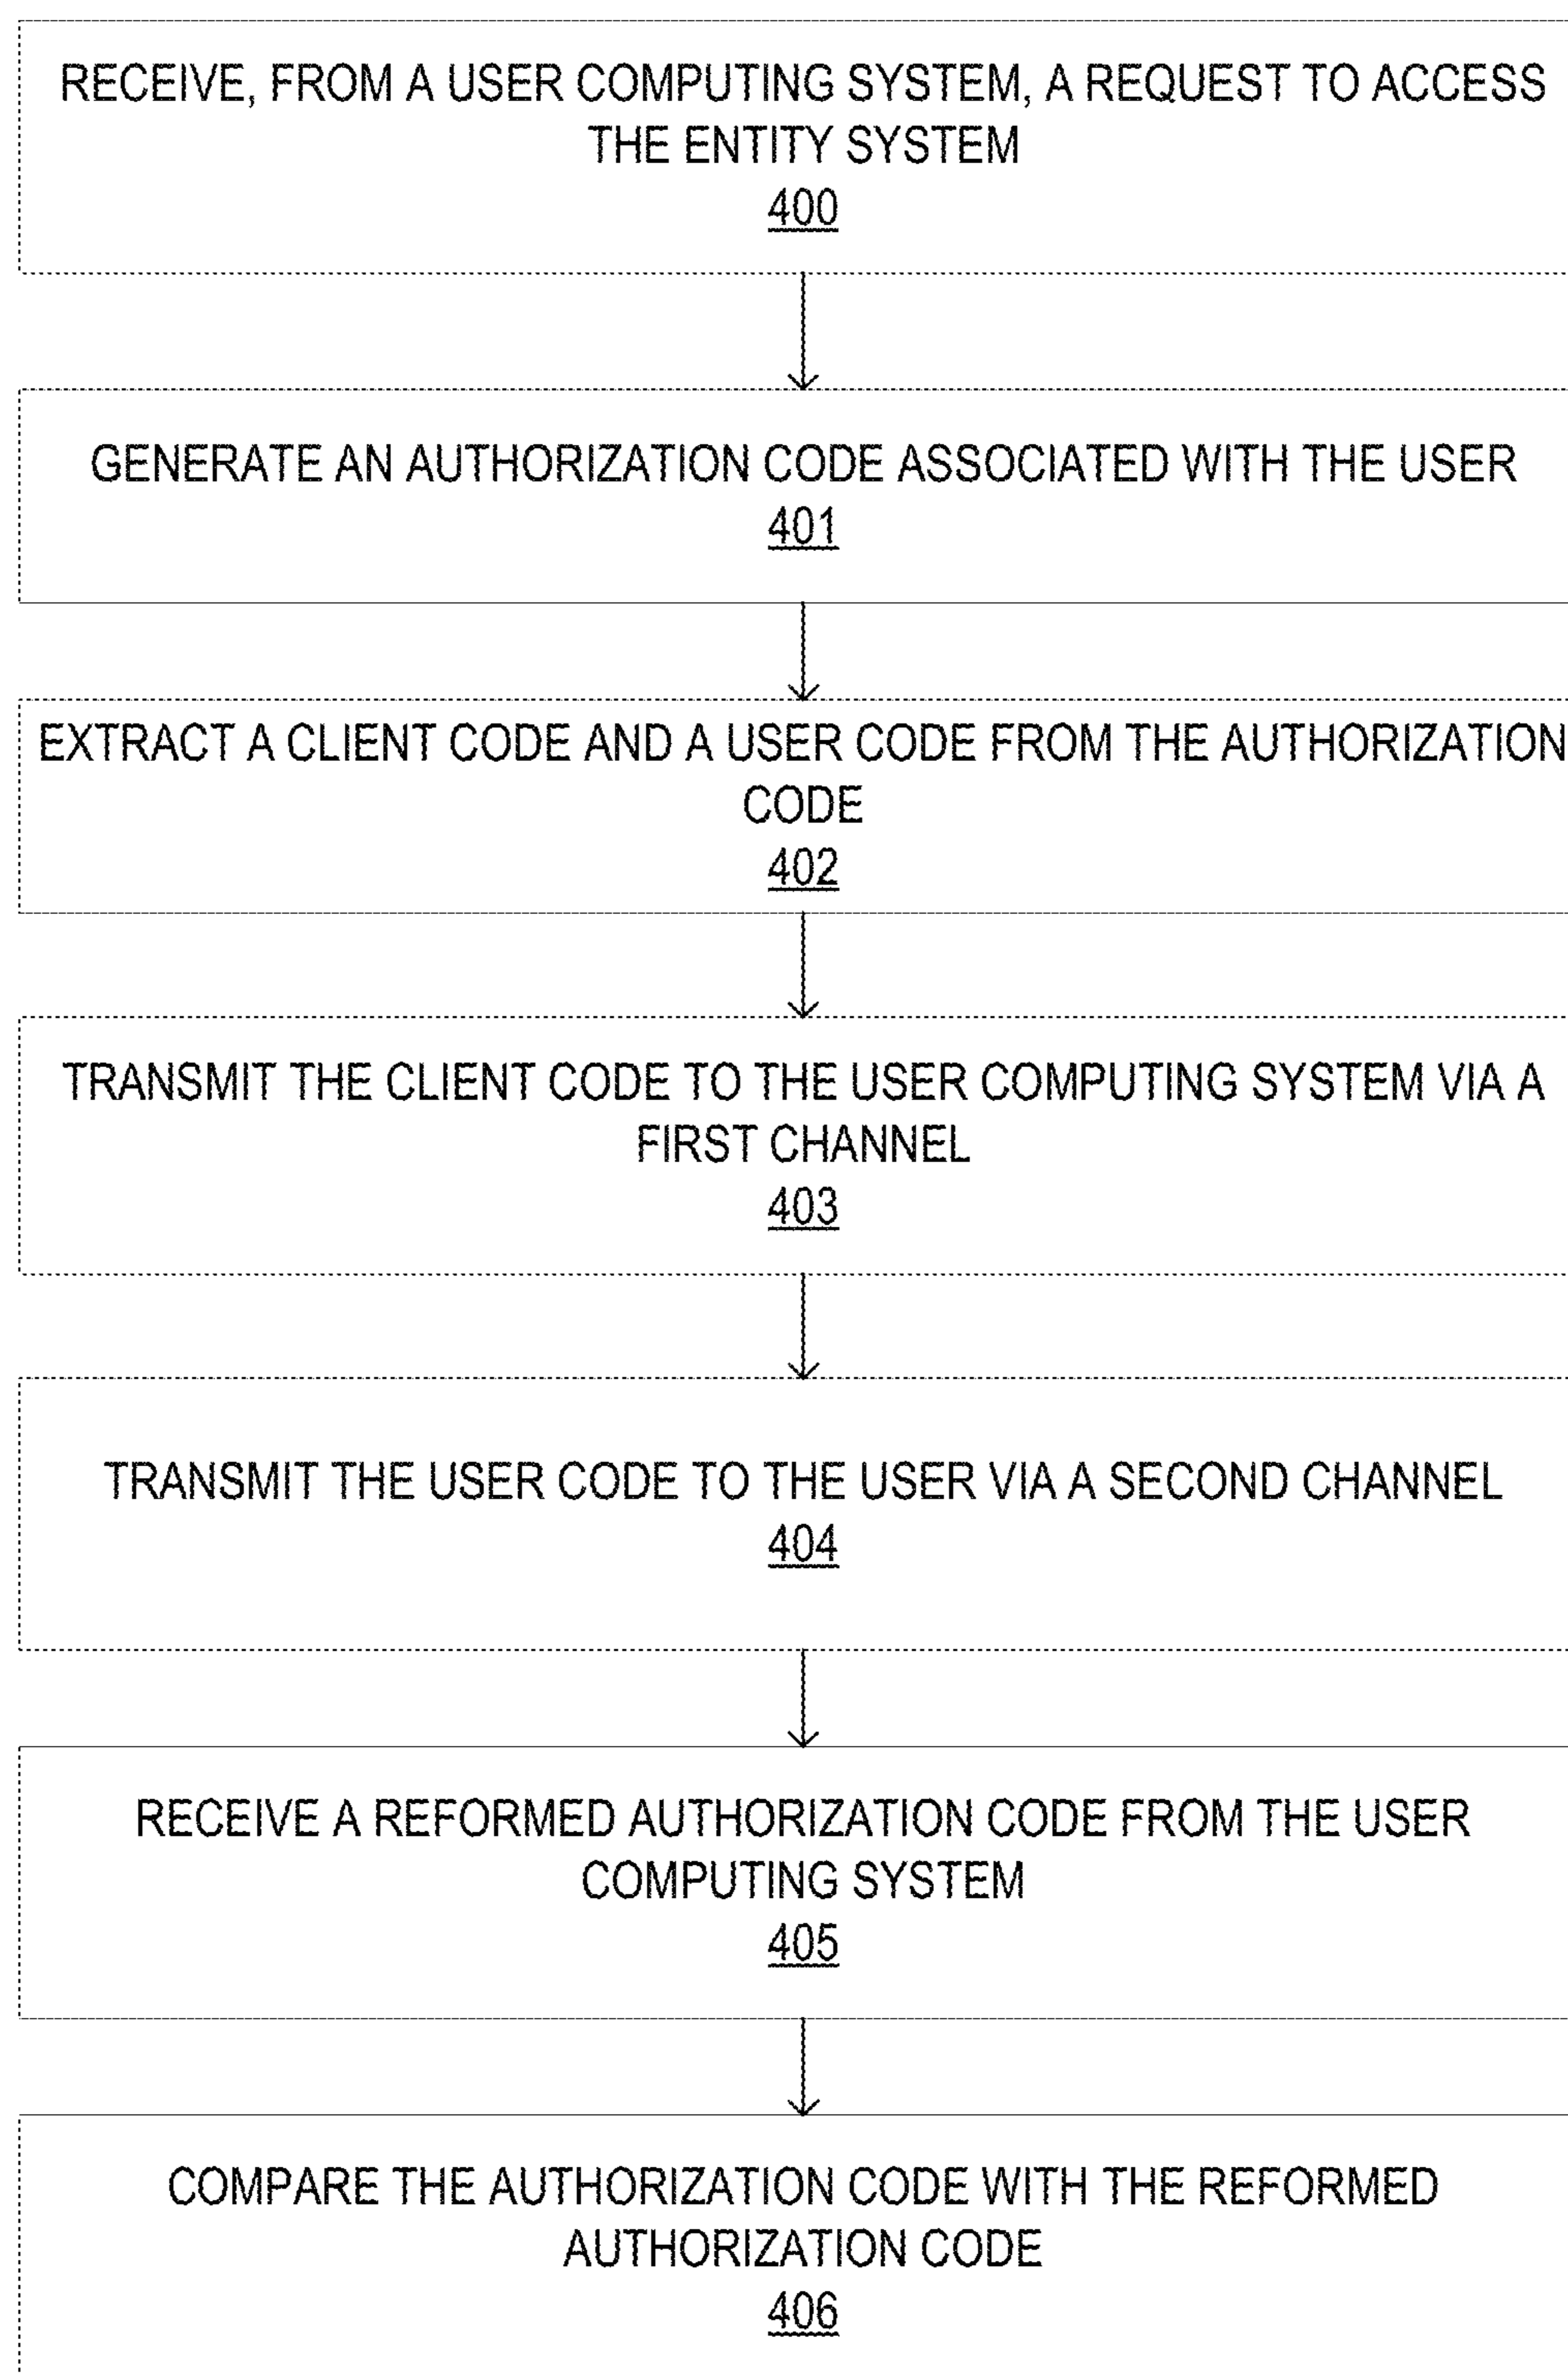 RECEIVE, FROM A USER COMPUTING SYSTEM, A REQUEST TO ACCESS
THE ENTITY SYSTEM
400
GENERATE AN AUTHORIZATION CODE ASSOCIATED WITH THE USER
401
EXTRACT A CLIENT CODE AND A USER CODE FROM THE AUTHORIZATION
CODE
402
TRANSMIT THE CLIENT CODE TO THE USER COMPUTING SYSTEM VIA A
FIRST CHANNEL
403
TRANSMIT THE USER CODE TO THE USER VIA A SECOND CHANNEL
404
RECEIVE A REFORMED AUTHORIZATION CODE FROM THE USER
COMPUTING SYSTEM
405
COMPARE THE AUTHORIZATION CODE WITH THE REFORMED
AUTHORIZATION CODE
406